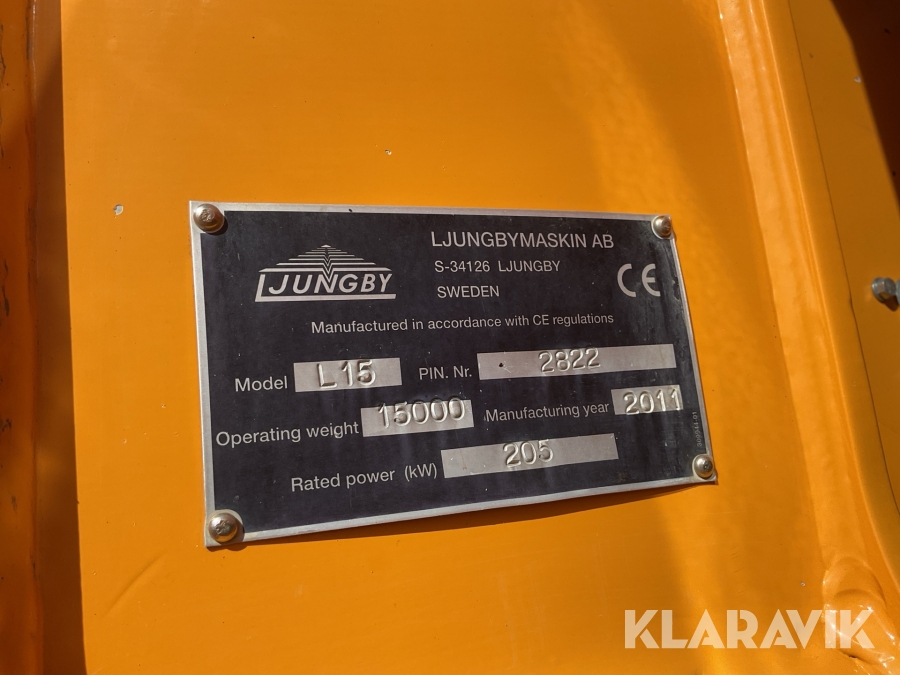 LJUNGBY
LJUNGBYMASKIN AB
S-34126 LJUNGBY
SWEDEN
CE
Manufactured in accordance with CE regulations
Model L15 PIN. Nr. 2822
Operating weight 15000 Manufacturing year 2011
Rated power (kW) 205
KLARAVIK